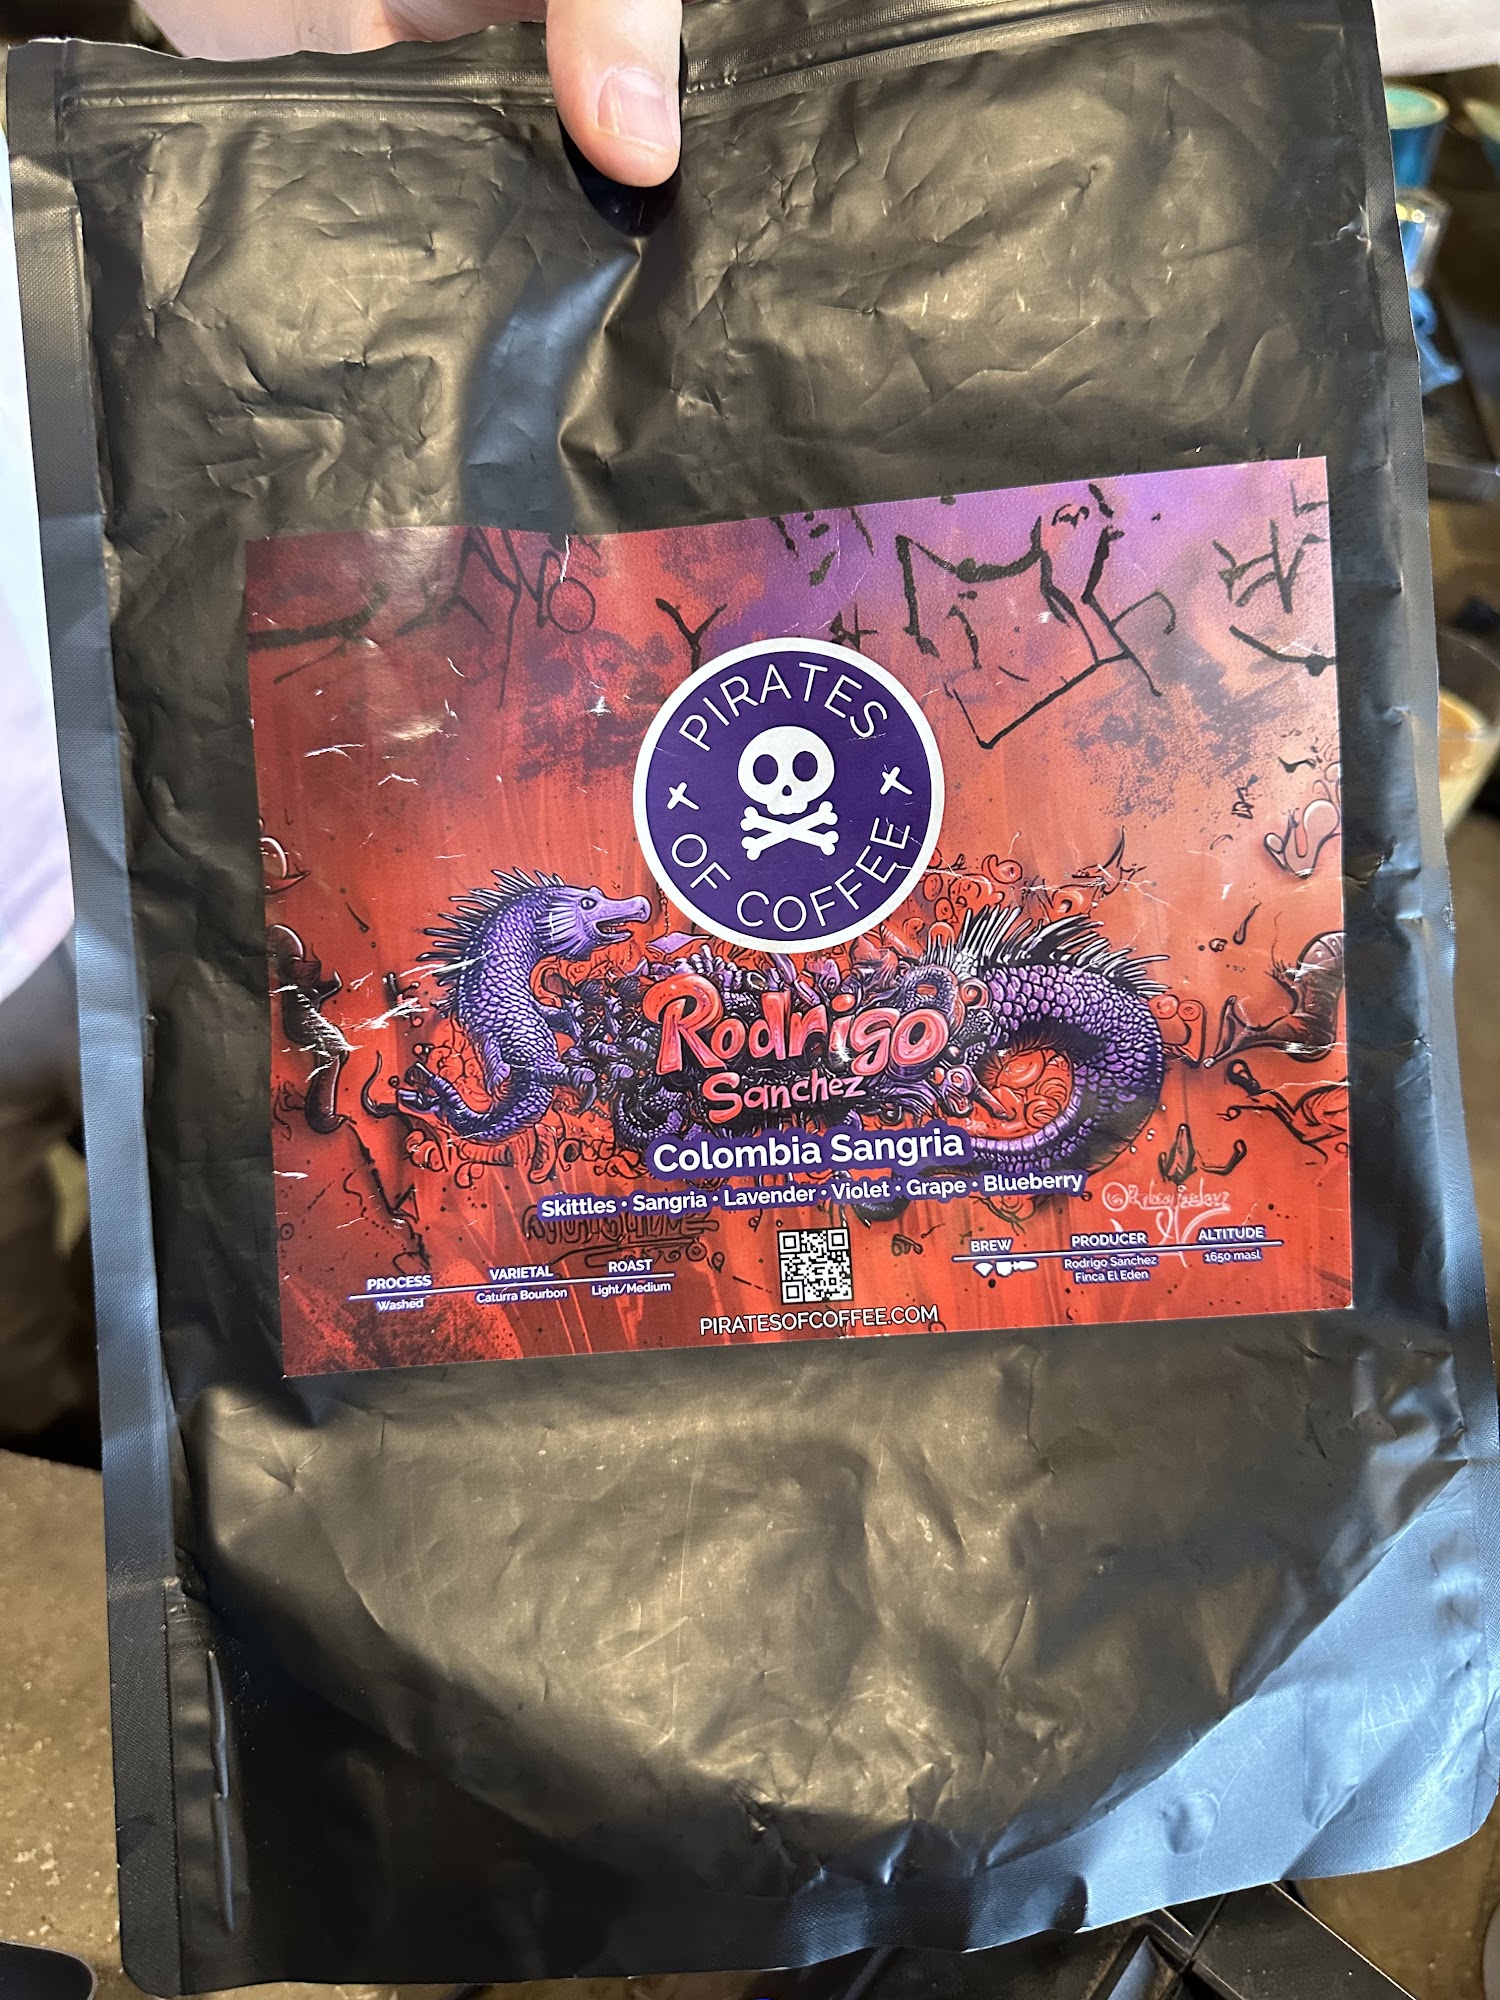 PIRATES
OF COFFEE
Rodrigo
Sanchez
Colombia Sangria
Skittles • Sangria • Lavender • Violet • Grape • Blueberry
PROCESS
Washed
VARIETAL
Caturra Bourbon
ROAST
Light/Medium
BREW
PRODUCER
Rodrigo Sanchez
Finca El Eden
ALTITUDE
1650 masl
PIRATESOFCOFFEE.COM